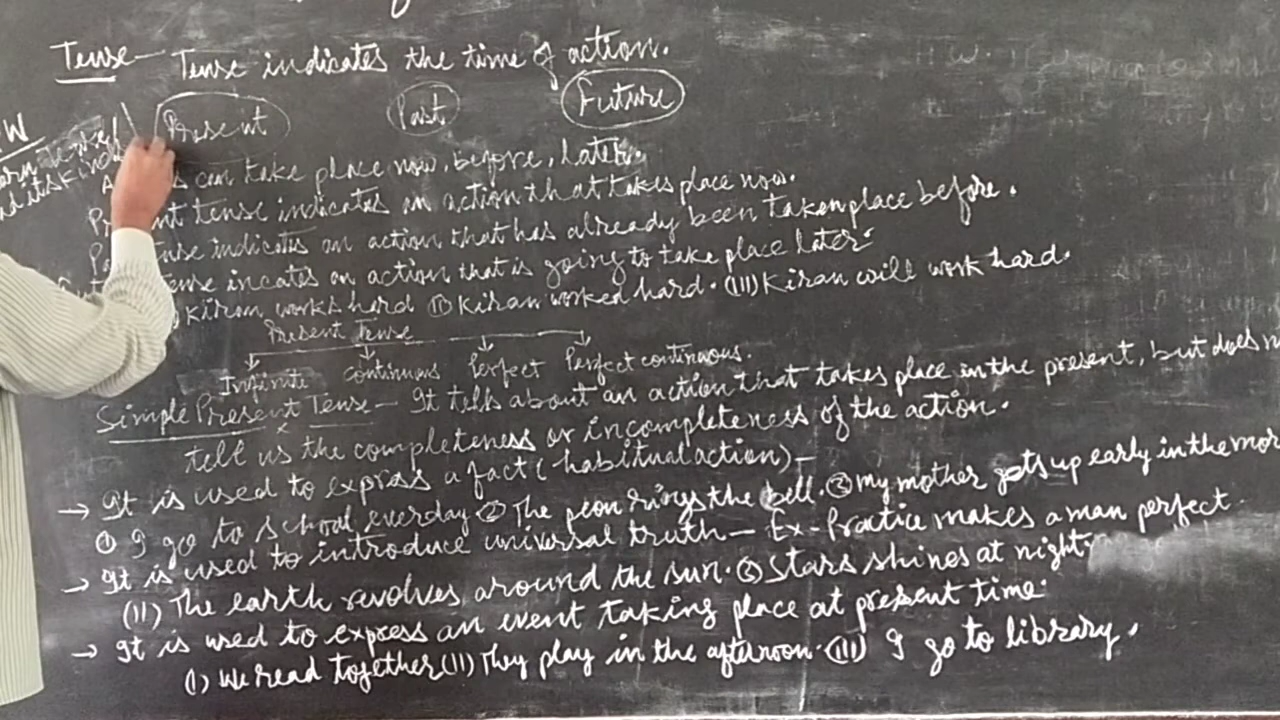 Tense - Tense indicates the time of action.
Present Past Future
can take place now, before, later.
tense indicates an action that takes place now.
indicates an action that has already been taken place before.
incates an action that is going to take place later.
Kiran works hard (II) Kiran worked hard. (III) Kiran will work hard.
Present Tense
Infinite continuous Perfect Perfect continuous.
Simple Present Tense - It tells about an action that takes place in the present, but does
tell us the completeness or incompleteness of the action.
→ It is used to express a fact (habitual action) -
① I go to school everday ② The peon rings the bell. ③ My mother gets up early in the mor
→ It is used to introduce universal truth - Ex - Practice makes a man perfect.
(II) The earth revolves around the sun. ③ Stars shines at night.
→ It is used to express an event taking place at present time.
(I) We read together (II) They play in the afternoon. (III) I go to library.